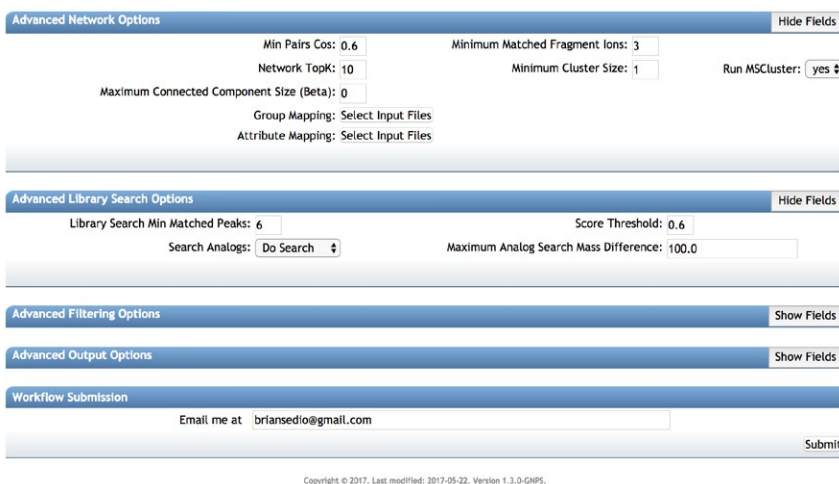 Advanced Network Options Hide Fields
Min Pairs Cos: 0.6 Minimum Matched Fragment Ions: 3
Network TopK: 10 Minimum Cluster Size: 1 Run MSCluster: yes
Maximum Connected Component Size (Beta): 0
Group Mapping: Select Input Files
Attribute Mapping: Select Input Files
Advanced Library Search Options Hide Fields
Library Search Min Matched Peaks: 6 Score Threshold: 0.6
Search Analogs: Do Search Maximum Analog Search Mass Difference: 100.0
Advanced Filtering Options Show Fields
Advanced Output Options Show Fields
Workflow Submission
Email me at briansedio@gmail.com
Submit
Copyright © 2017. Last modified: 2017-05-22. Version 1.3.0-GNPS.